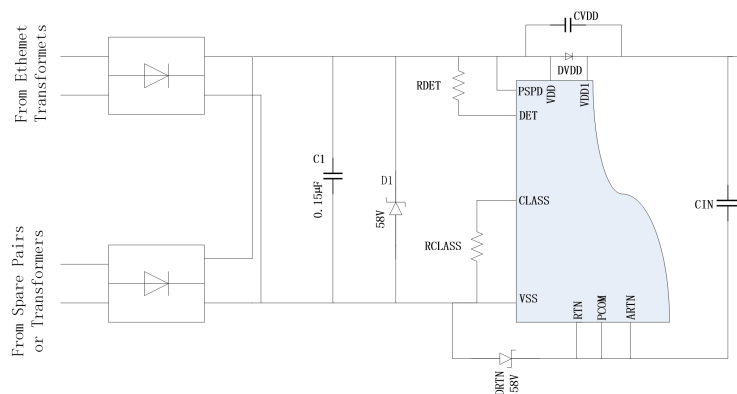 From Ethemet
Transformets
From Spare Pairs
or Transformers
C1
0.15µF
D1
58V
RDET
RCLASS
CVDD
DVDD
PSPD
VDD
VDD1
DET
CLASS
VSS
RTN
PCOM
ARTN
CIN
DRTN
58V